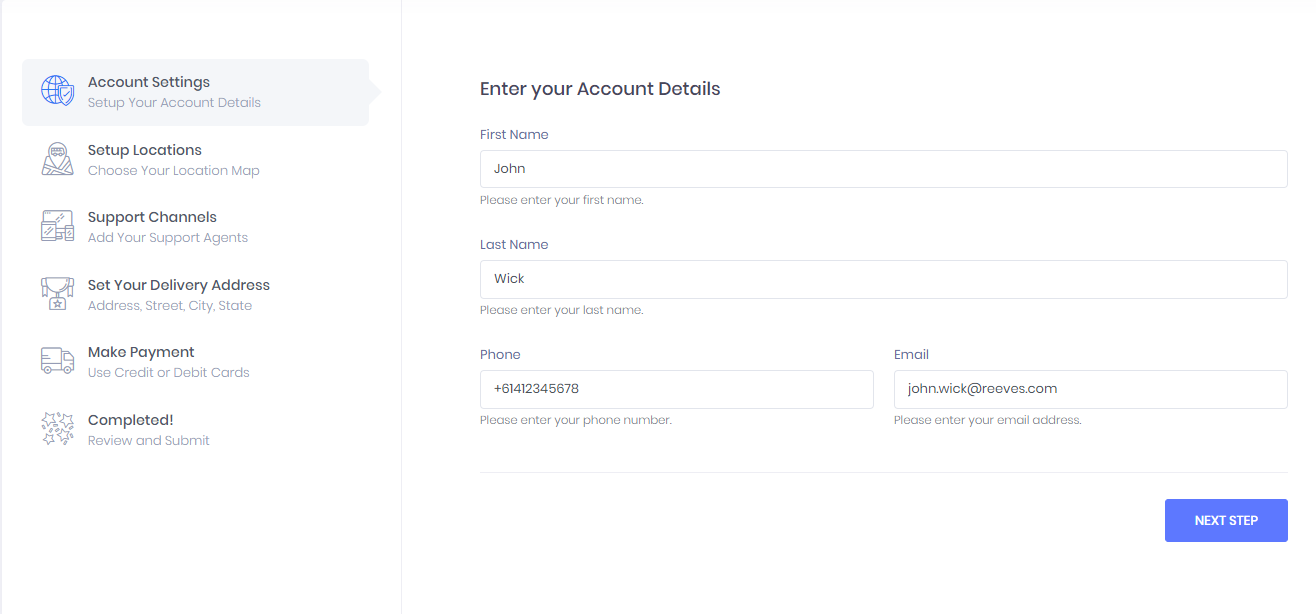 Account Settings
Setup Your Account Details
Setup Locations
Choose Your Location Map
Support Channels
Add Your Support Agents
Set Your Delivery Address
Address, Street, City, State
Make Payment
Use Credit or Debit Cards
Completed!
Review and Submit
Enter your Account Details
First Name
John
Please enter your first name.
Last Name
Wick
Please enter your last name.
Phone
+61412345678
Please enter your phone number.
Email
john.wick@reeves.com
Please enter your email address.
NEXT STEP